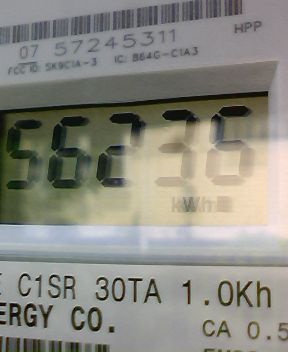 HPP
07 57245311
FCC ID: SK9C1A-3 IC: 864G-C1A3
56236
kWh
E C1SR 30TA 1.0Kh
ERGY CO.
CA 0.5